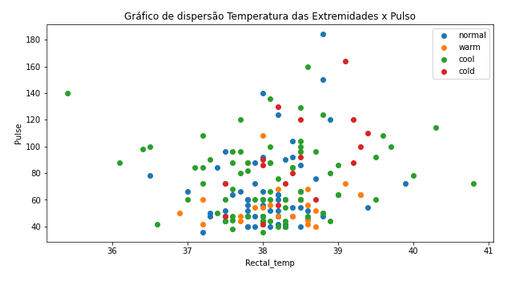 Gráfico de dispersão Temperatura das Extremidades x Pulso
180
160
140
120
100
80
60
40
Pulse
normal
warm
cool
cold
36 37 38 39 40 41
Rectal_temp